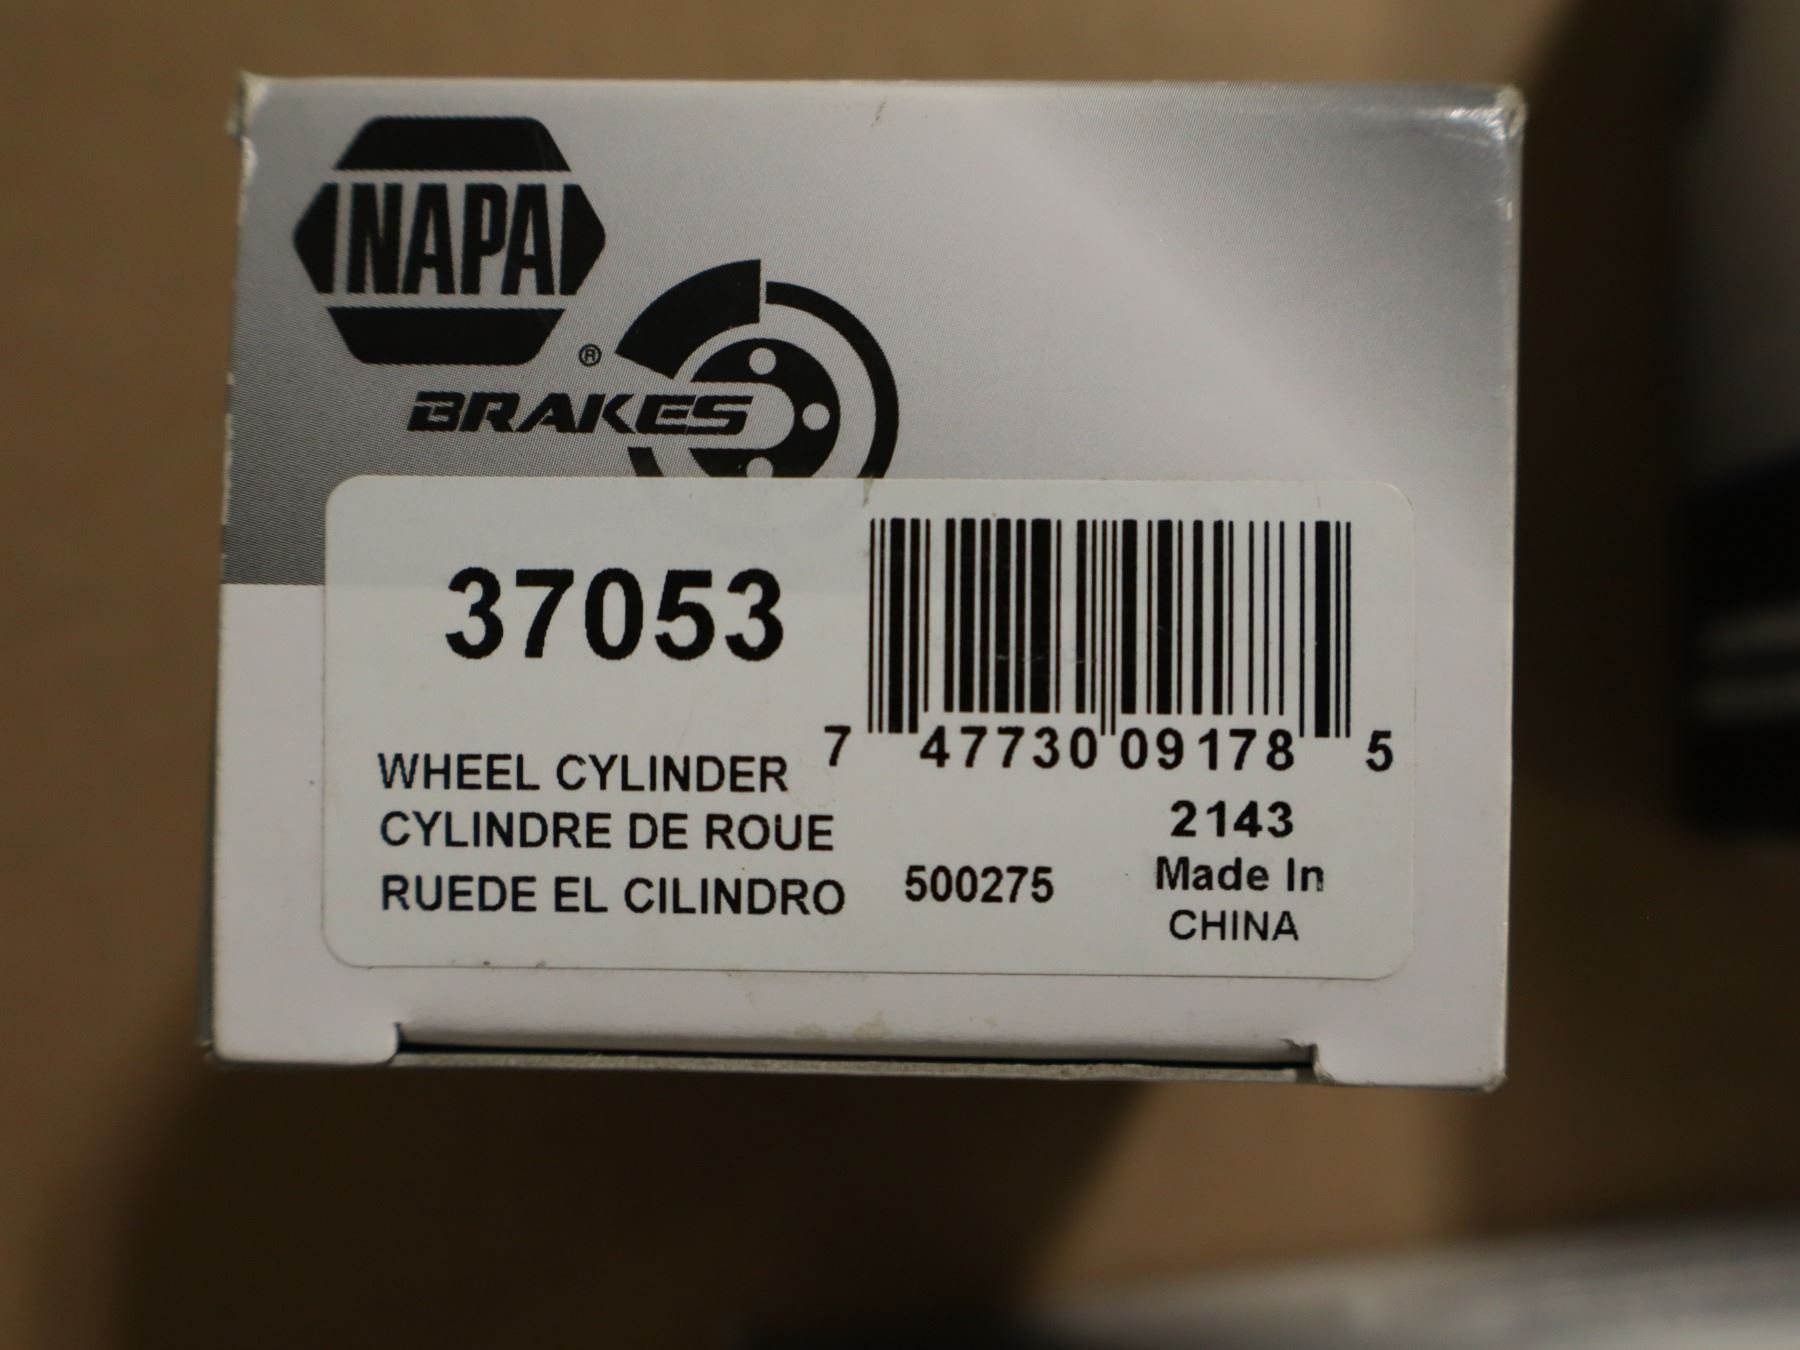 NAPA
®
BRAKES
37053
7 47730 09178 5
WHEEL CYLINDER
CYLINDRE DE ROUE
RUEDE EL CILINDRO
500275
2143
Made In
CHINA